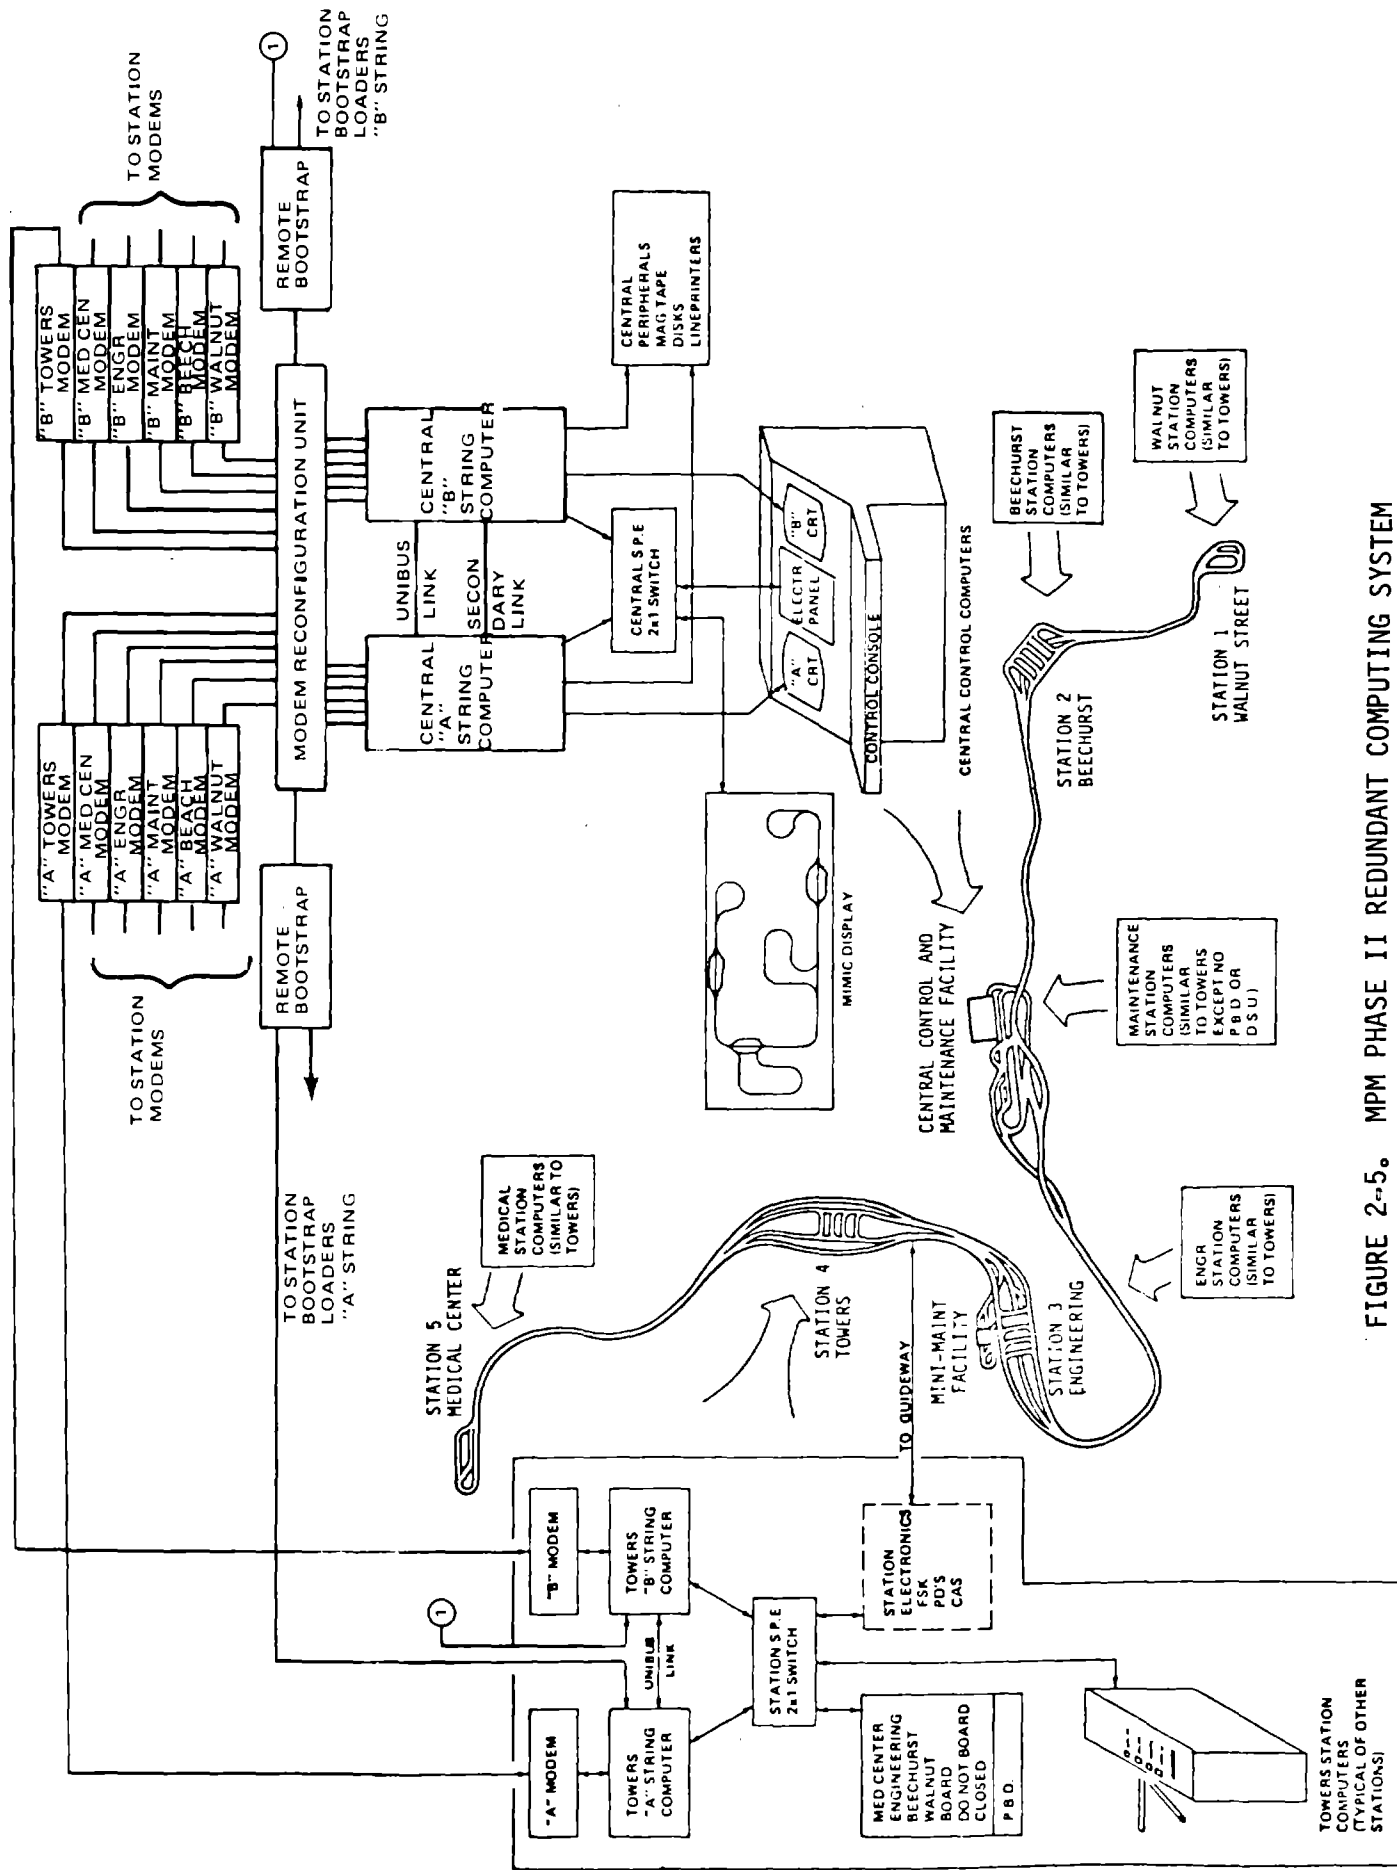 "B" TOWERS
MODEM
"B" MED CEN
MODEM
"B" ENGR
MODEM
"B" MAINT
MODEM
"B" BEECH
MODEM
"B" WALNUT
MODEM
TO STATION
MODEMS
REMOTE
BOOTSTRAP
1
TO STATION
BOOTSTRAP
LOADERS
"B" STRING
MODEM RECONFIGURATION UNIT
"A" TOWERS
MODEM
"A" MED CEN
MODEM
"A" ENGR
MODEM
"A" MAINT
MODEM
"A" BEACH
MODEM
"A" WALNUT
MODEM
TO STATION
MODEMS
REMOTE
BOOTSTRAP
TO STATION
BOOTSTRAP
LOADERS
"A" STRING
CENTRAL
"B"
STRING
COMPUTER
UNIBUS
LINK
SECON
DARY
LINK
CENTRAL
"A"
STRING
COMPUTER
CENTRAL S.P.E
2x1 SWITCH
CENTRAL
PERIPHERALS
MAG TAPE
DISKS
LINEPRINTERS
"A"
CRT
ELECTR
PANEL
"B"
CRT
CONTROL CONSOLE
CENTRAL CONTROL COMPUTERS
MIMIC DISPLAY
MEDICAL
STATION
COMPUTERS
(SIMILAR TO
TOWERS)
STATION 5
MEDICAL CENTER
STATION 4
TOWERS
MINI-MAINT
FACILITY
STATION 3
ENGINEERING
ENGR
STATION
COMPUTERS
(SIMILAR
TO TOWERS)
CENTRAL CONTROL AND
MAINTENANCE FACILITY
MAINTENANCE
STATION
COMPUTERS
(SIMILAR
TO TOWERS
EXCEPT NO
P B D OR
D S U)
BEECHURST
STATION
COMPUTERS
(SIMILAR
TO TOWERS)
STATION 2
BEECHURST
WALNUT
STATION
COMPUTERS
(SIMILAR
TO TOWERS)
STATION 1
WALNUT STREET
"A" MODEM
"B" MODEM
1
TOWERS
"A" STRING
COMPUTER
UNIBUS
LINK
TOWERS
"B" STRING
COMPUTER
STATION S.P.E
2x1 SWITCH
STATION
ELECTRONICS
FSK
PD'S
CAS
TO GUIDEWAY
MED CENTER
ENGINEERING
BEECHURST
WALNUT
BOARD
DO NOT BOARD
CLOSED
P B D.
TOWERS STATION
COMPUTERS
(TYPICAL OF OTHER
STATIONS)
FIGURE 2-5. MPM PHASE II REDUNDANT COMPUTING SYSTEM